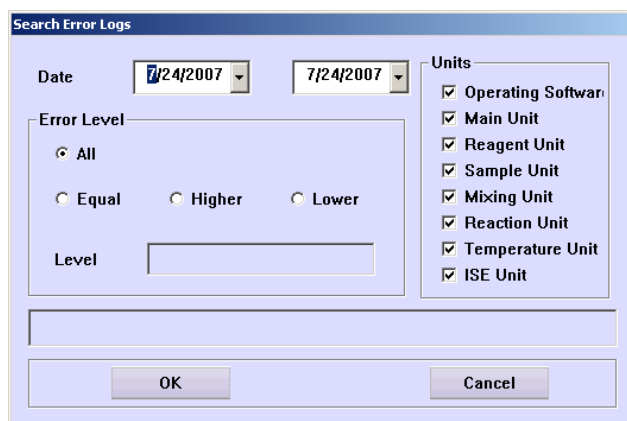 Search Error Logs
Date 7/24/2007 7/24/2007
Error Level
All
Equal Higher Lower
Level
Units
Operating Softwar
Main Unit
Reagent Unit
Sample Unit
Mixing Unit
Reaction Unit
Temperature Unit
ISE Unit
OK Cancel